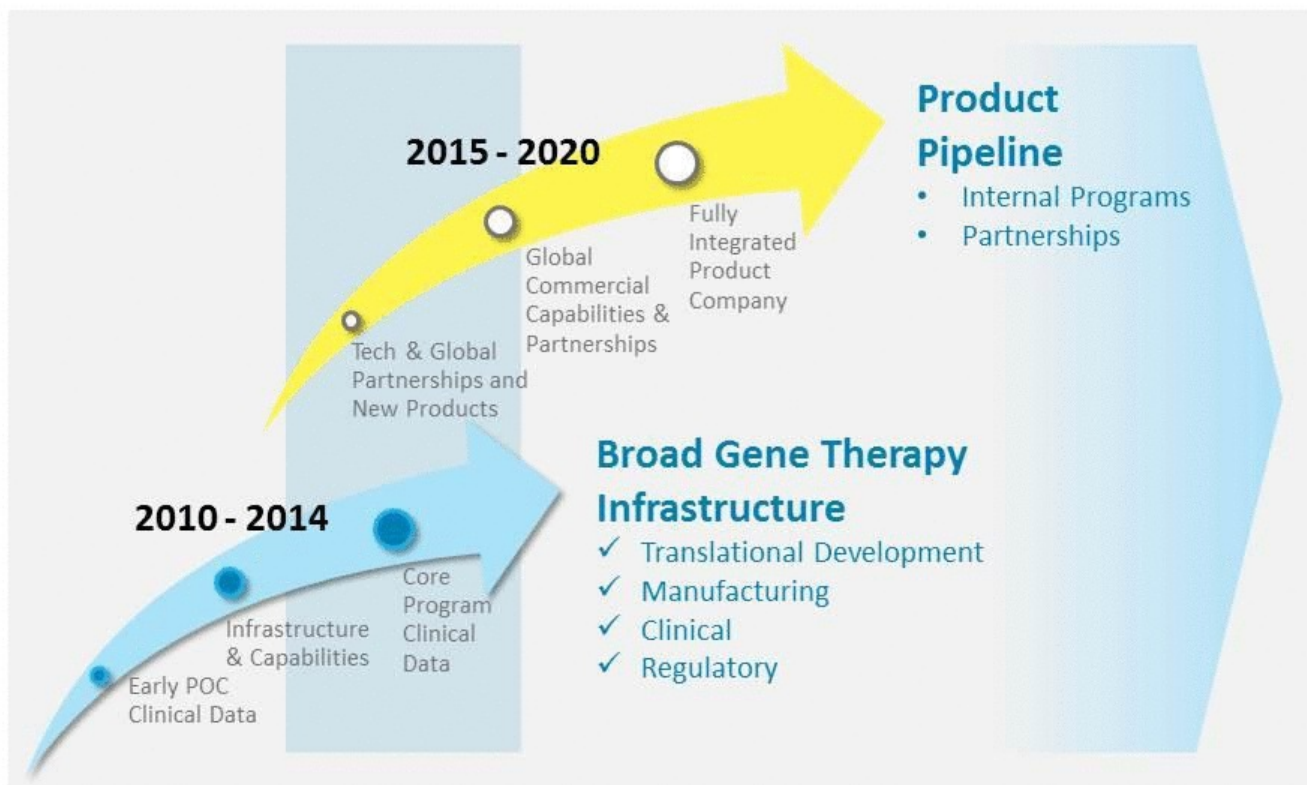 2015 - 2020
Product
Pipeline
• Internal Programs
• Partnerships
Fully
Integrated
Product
Company
Global
Commercial
Capabilities &
Partnerships
Tech & Global
Partnerships and
New Products
2010 - 2014
Broad Gene Therapy
Infrastructure
✓ Translational Development
✓ Manufacturing
✓ Clinical
✓ Regulatory
Core
Program
Clinical
Data
Infrastructure
& Capabilities
Early POC
Clinical Data